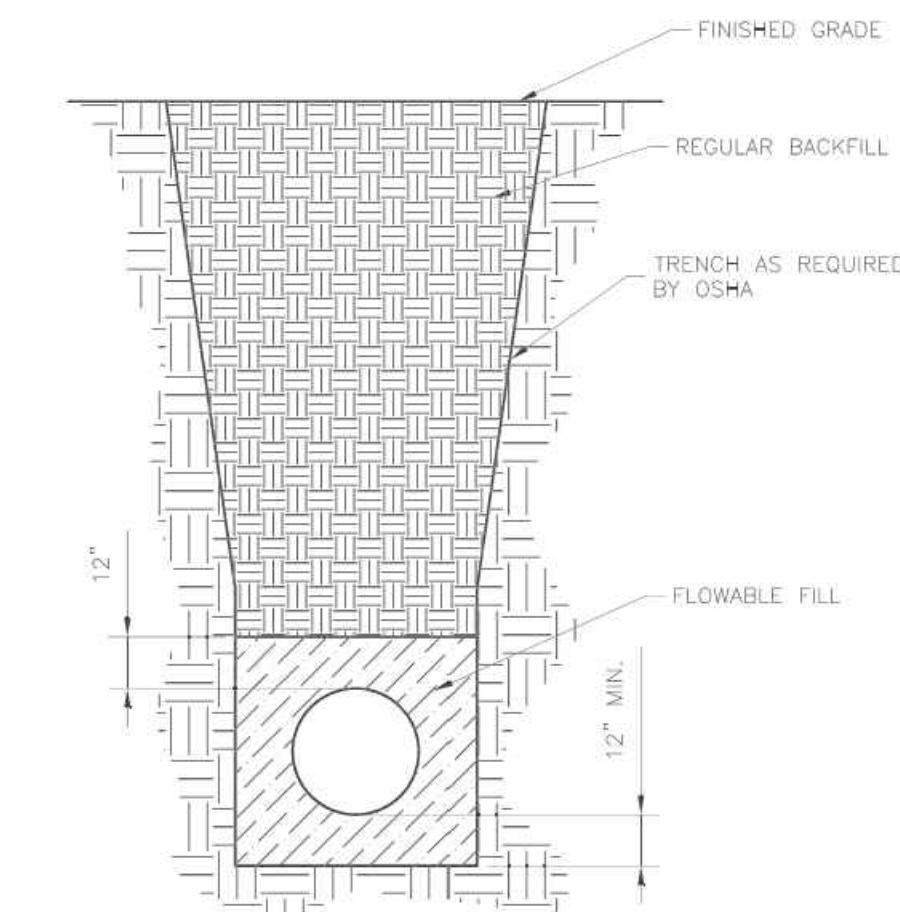 FINISHED GRADE
REGULAR BACKFILL
TRENCH AS REQUIRED
BY OSHA
12"
FLOWABLE FILL
12" MIN.